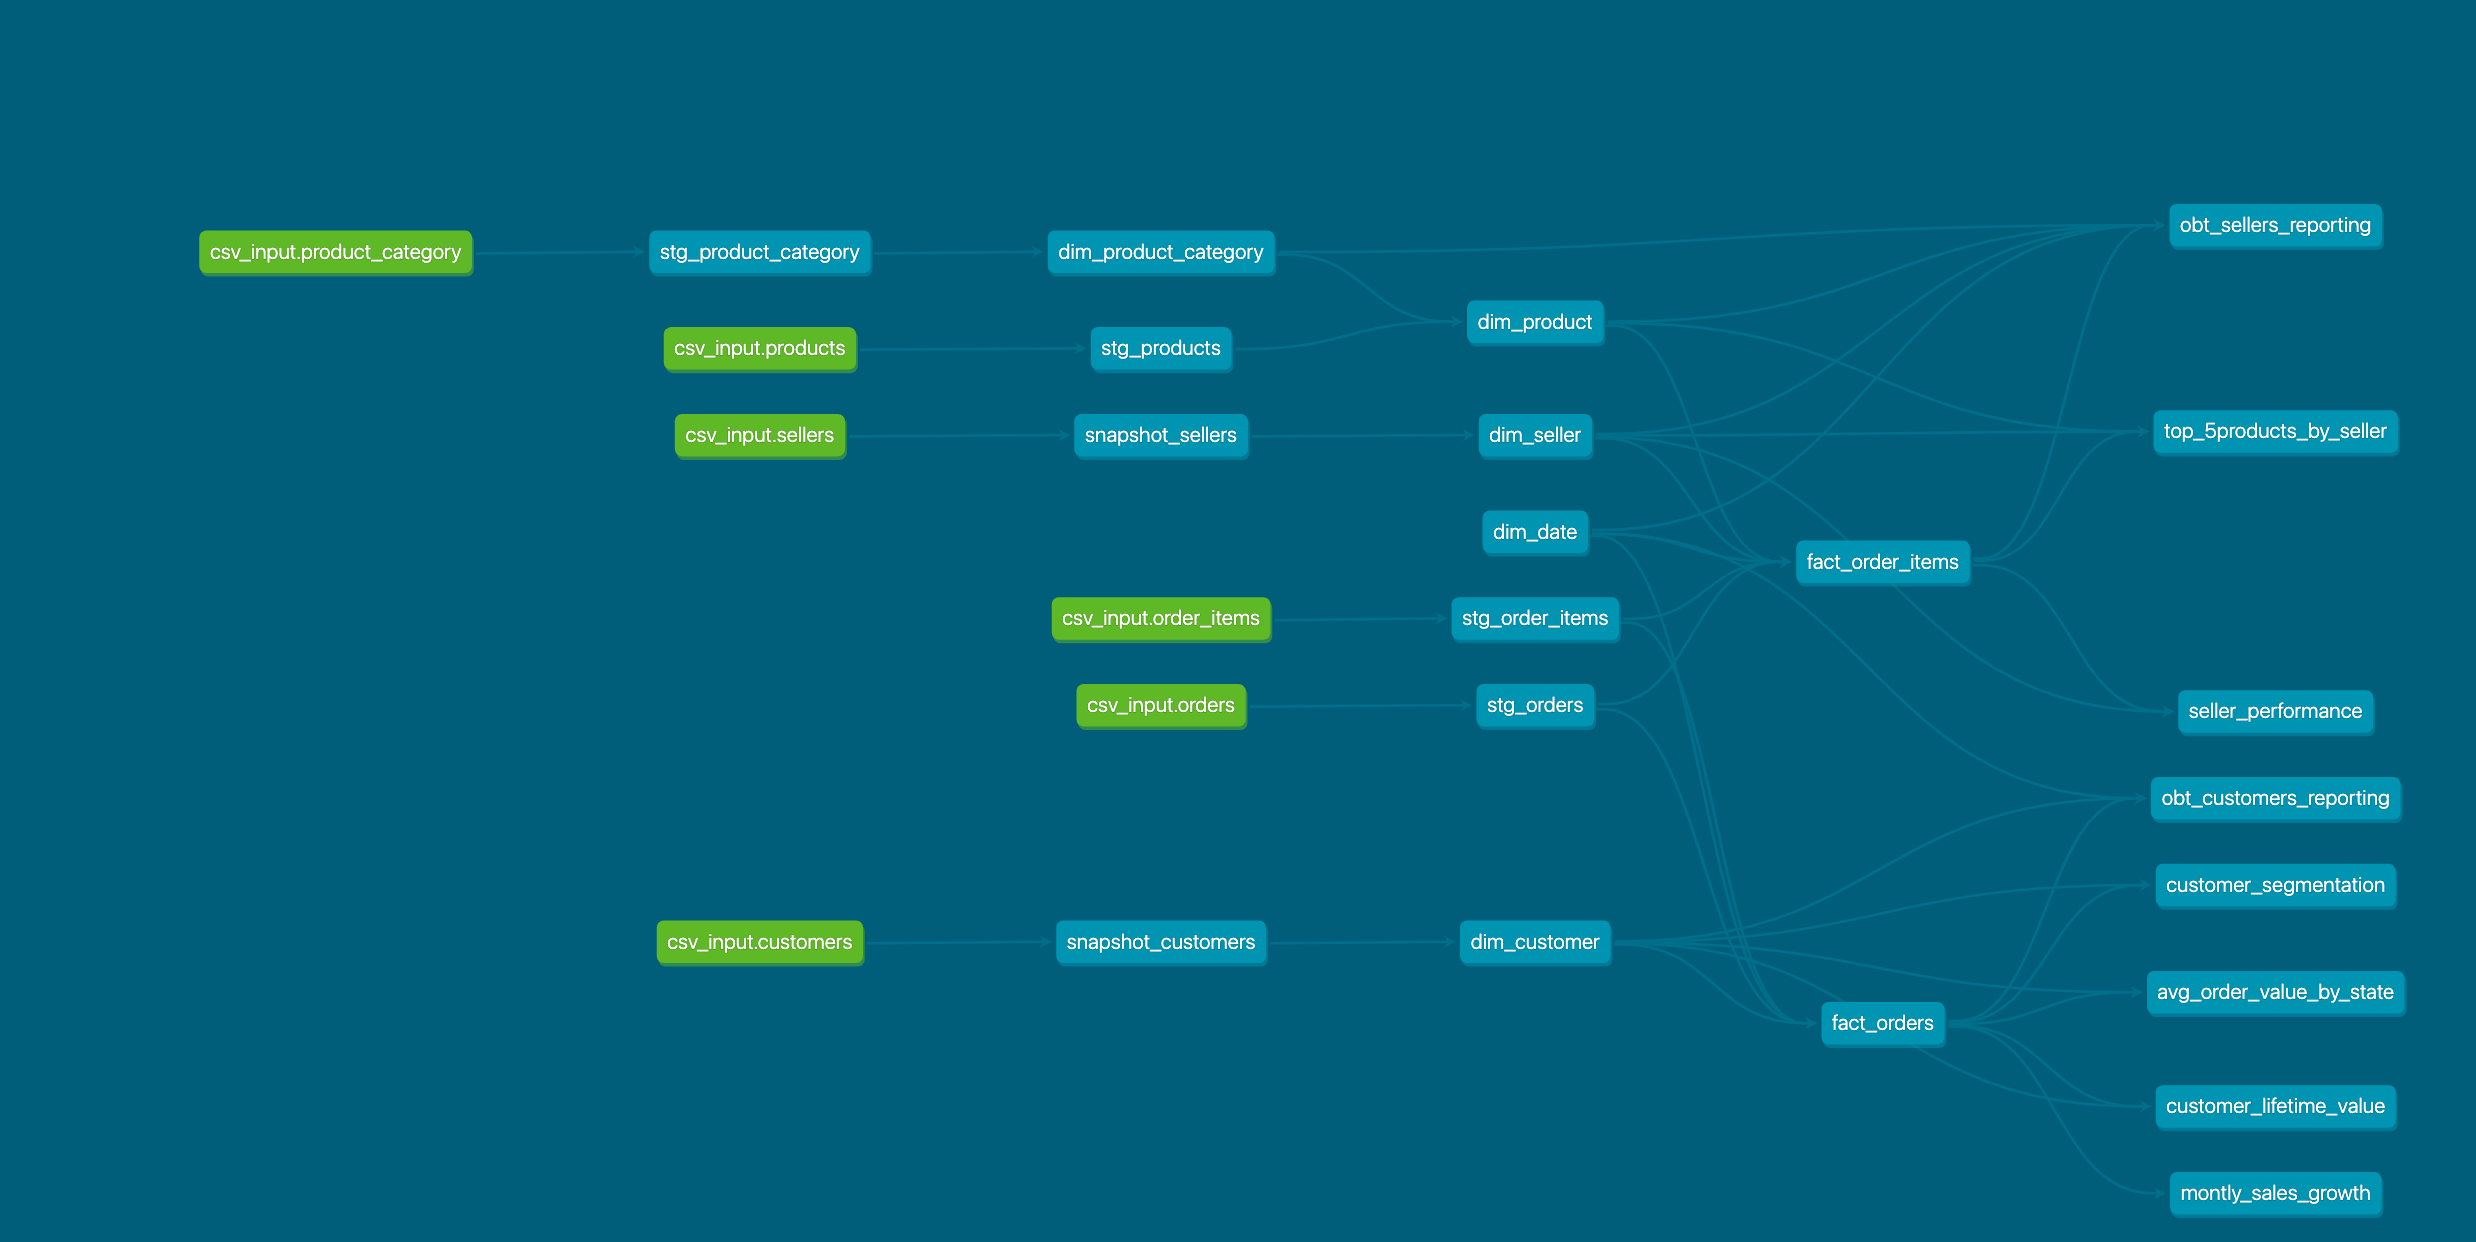 csv_input.product_category
stg_product_category
dim_product_category
obt_sellers_reporting
csv_input.products
stg_products
dim_product
csv_input.sellers
snapshot_sellers
dim_seller
top_5products_by_seller
dim_date
fact_order_items
csv_input.order_items
stg_order_items
csv_input.orders
stg_orders
seller_performance
obt_customers_reporting
customer_segmentation
csv_input.customers
snapshot_customers
dim_customer
avg_order_value_by_state
fact_orders
customer_lifetime_value
montly_sales_growth